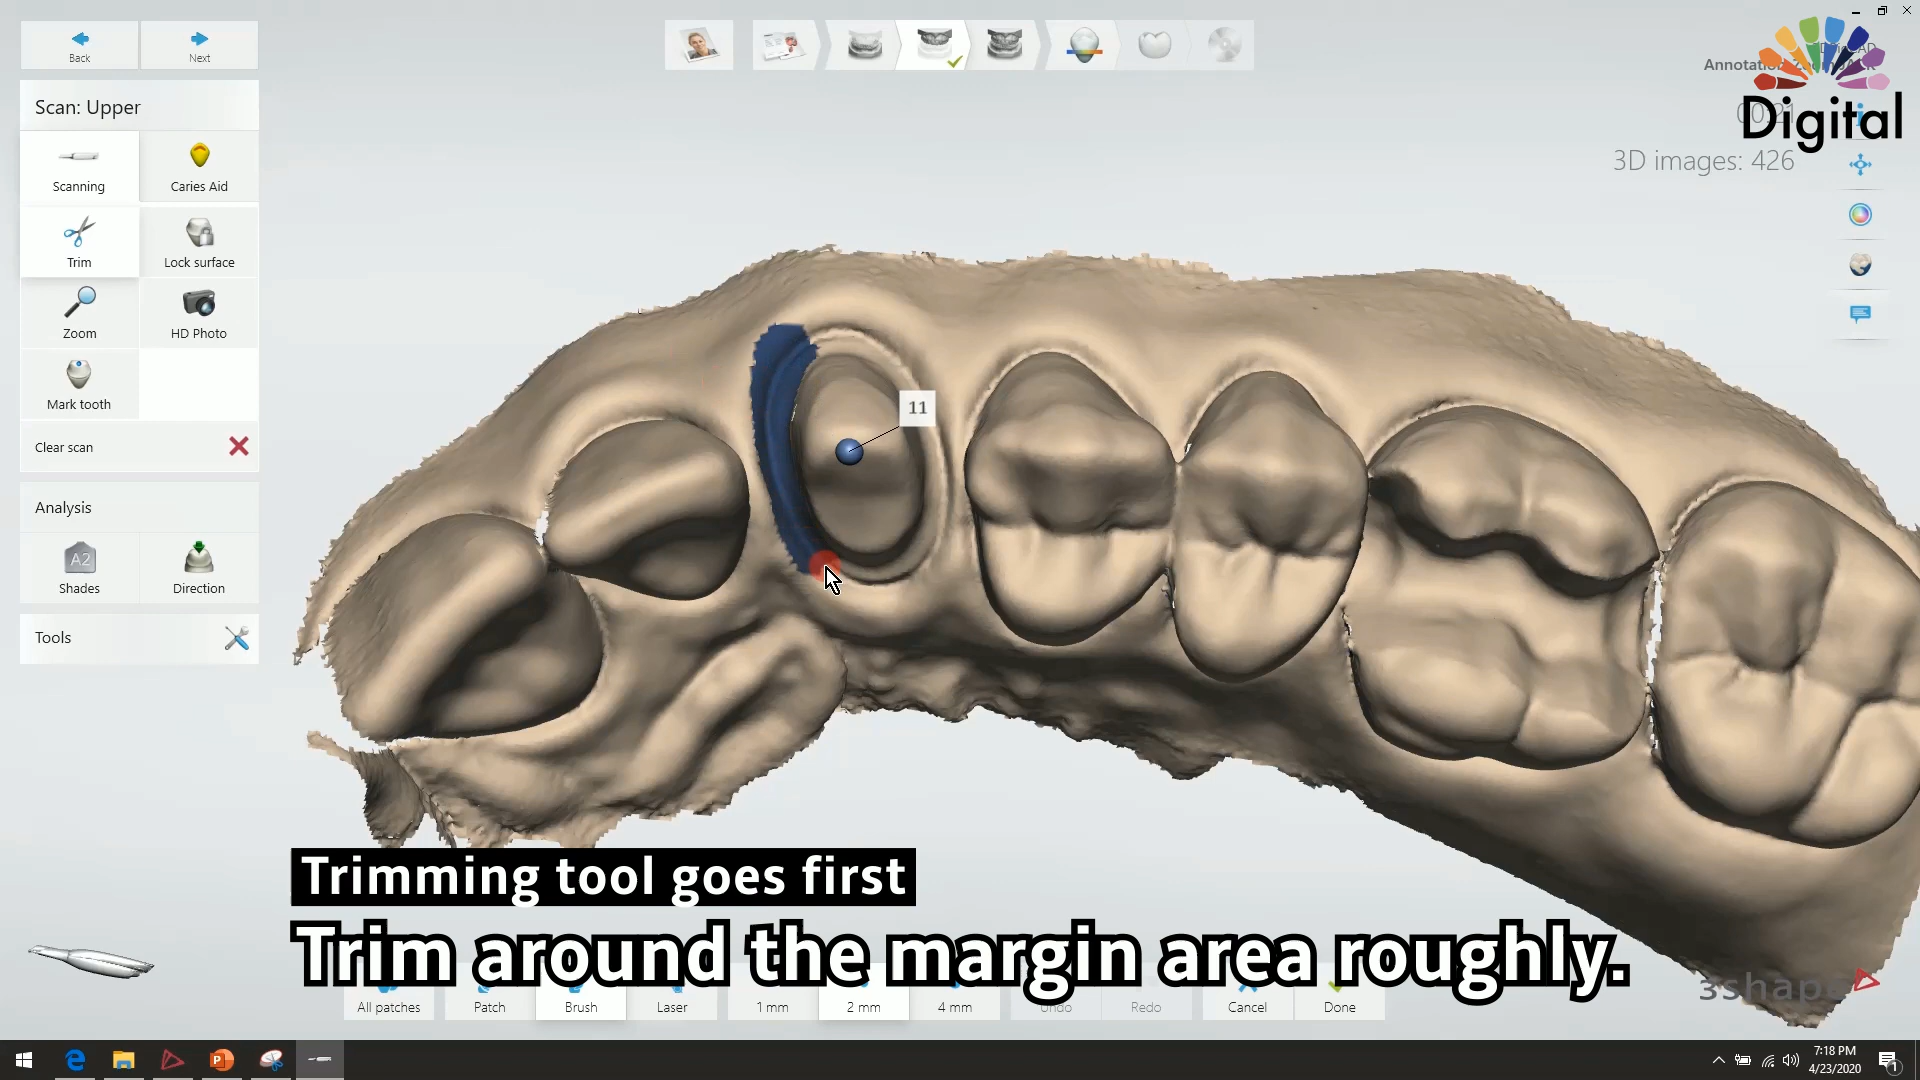 Back
Next
Scan: Upper
Scanning
Caries Aid
Trim
Lock surface
Zoom
HD Photo
Mark tooth
Clear scan
Analysis
A2
Shades
Direction
Tools
Digital
3D images: 426
11
Trimming tool goes first
Trim around the margin area roughly.
All patches
Patch
Brush
Laser
1 mm
2 mm
4 mm
Undo
Redo
Cancel
Done
3shape
7:18 PM
4/23/2020
1